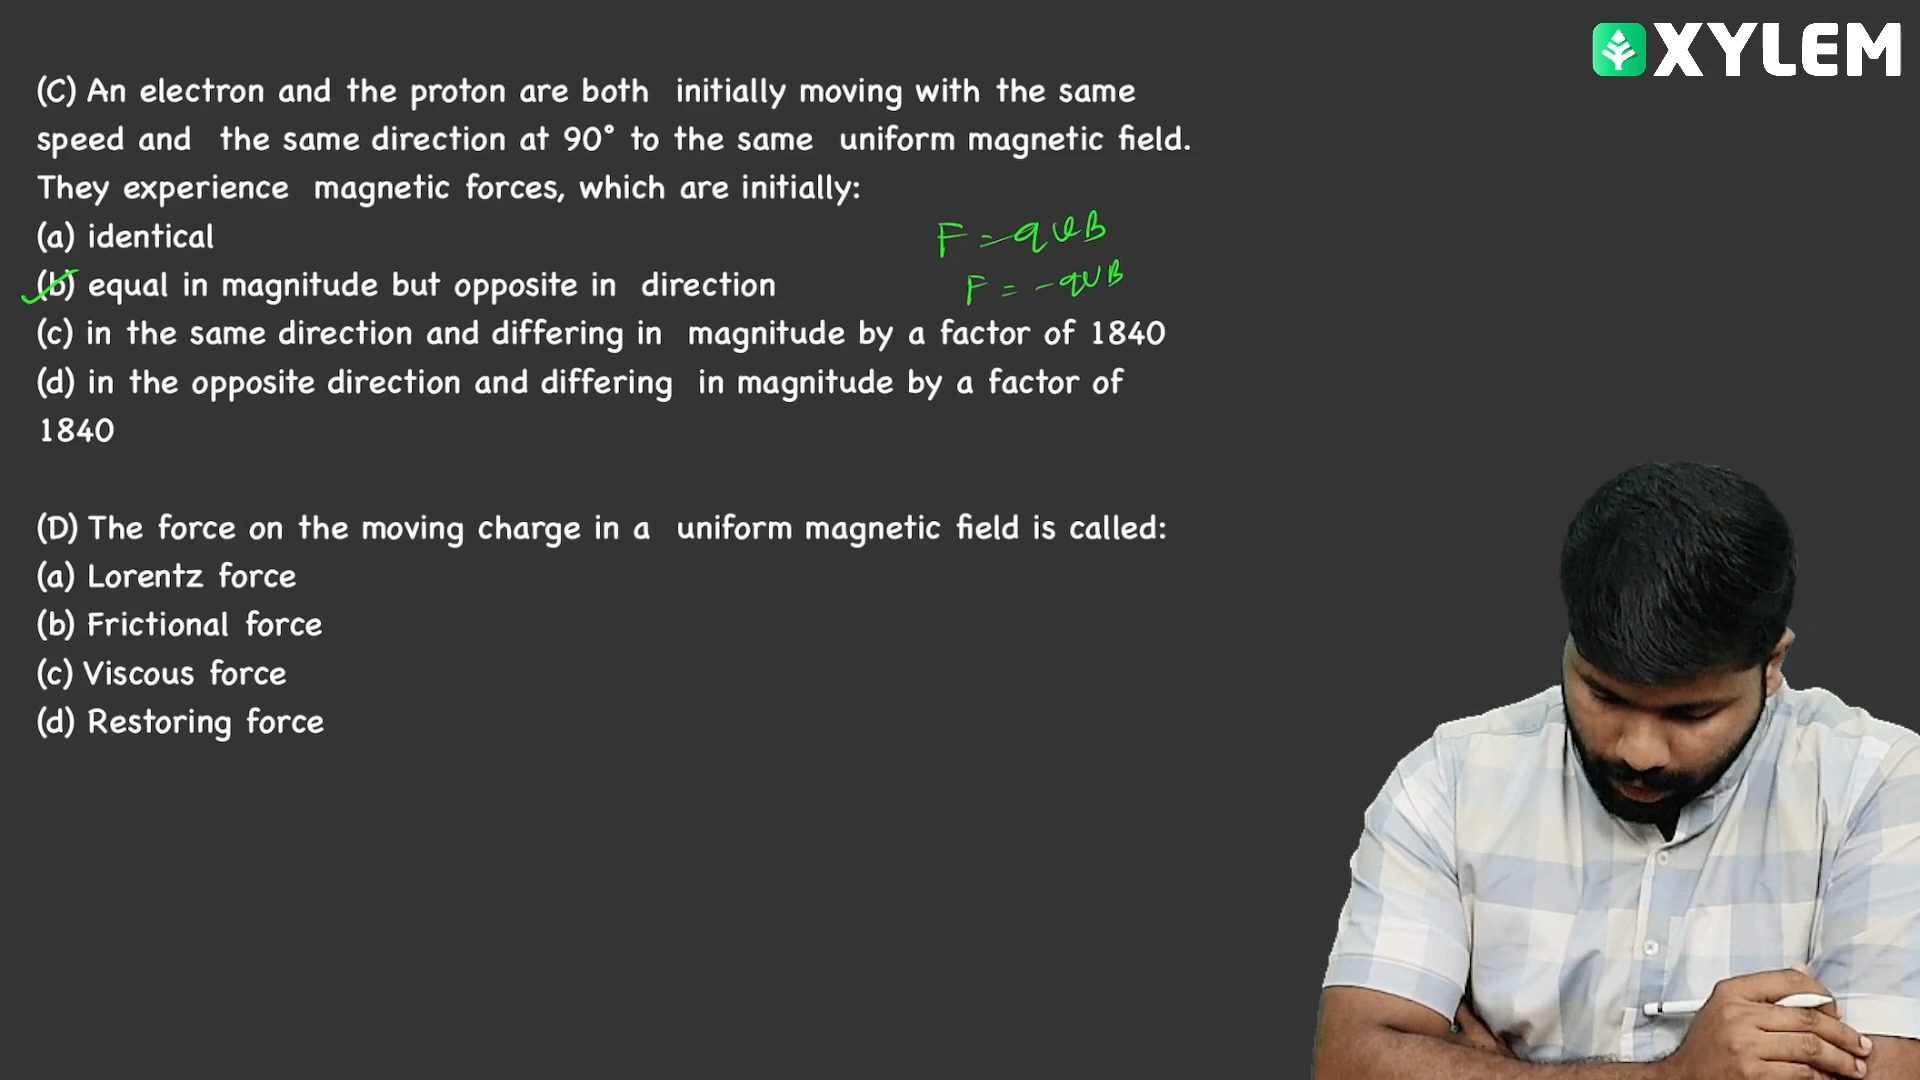 XYLEM
(C) An electron and the proton are both initially moving with the same
speed and the same direction at 90° to the same uniform magnetic field.
They experience magnetic forces, which are initially:
(a) identical
F = qvB
(b) equal in magnitude but opposite in direction
F = -qvB
(c) in the same direction and differing in magnitude by a factor of 1840
(d) in the opposite direction and differing in magnitude by a factor of
1840
(D) The force on the moving charge in a uniform magnetic field is called:
(a) Lorentz force
(b) Frictional force
(c) Viscous force
(d) Restoring force